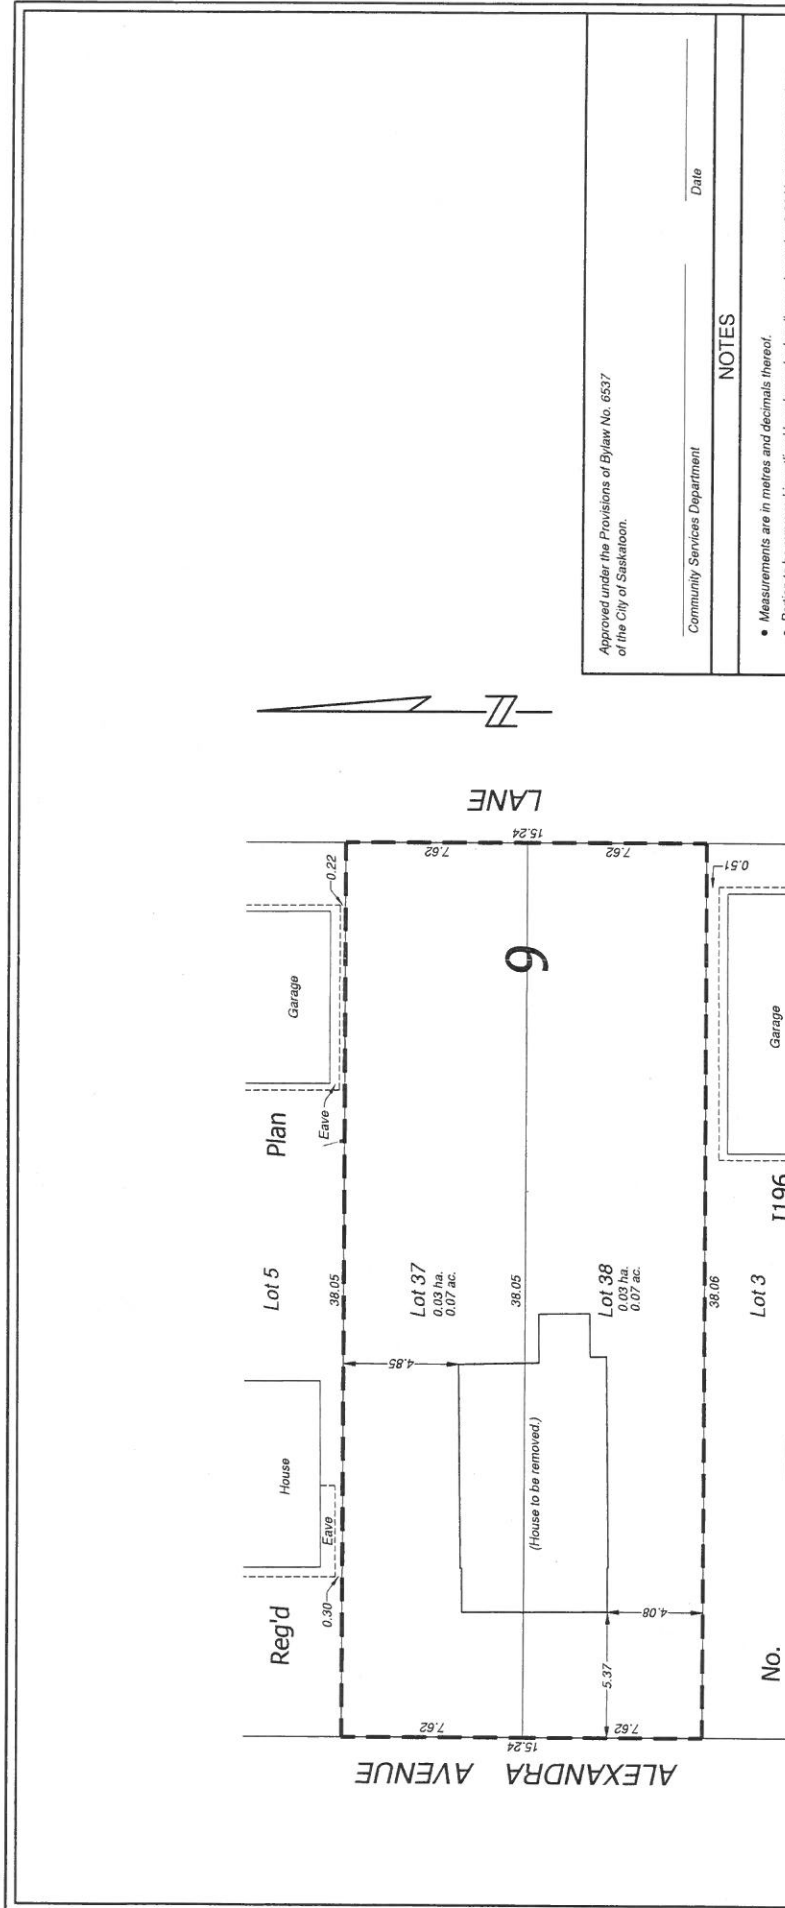 Approved under the Provisions of Bylaw No. 6537
of the City of Saskatoon.
Community Services Department
Date
NOTES
• Measurements are in metres and decimals thereof.
N
LANE
15.24
7.62
7.62
0.22
0.51
Garage
Garage
9
Eave
Plan
I196
Lot 5
38.05
Lot 37
0.03 ha.
0.07 ac.
38.05
Lot 38
0.03 ha.
0.07 ac.
38.06
Lot 3
4.85
House
Eave
(House to be removed.)
0.30
4.08
5.37
Reg'd
No.
7.62
15.24
7.62
ALEXANDRA AVENUE